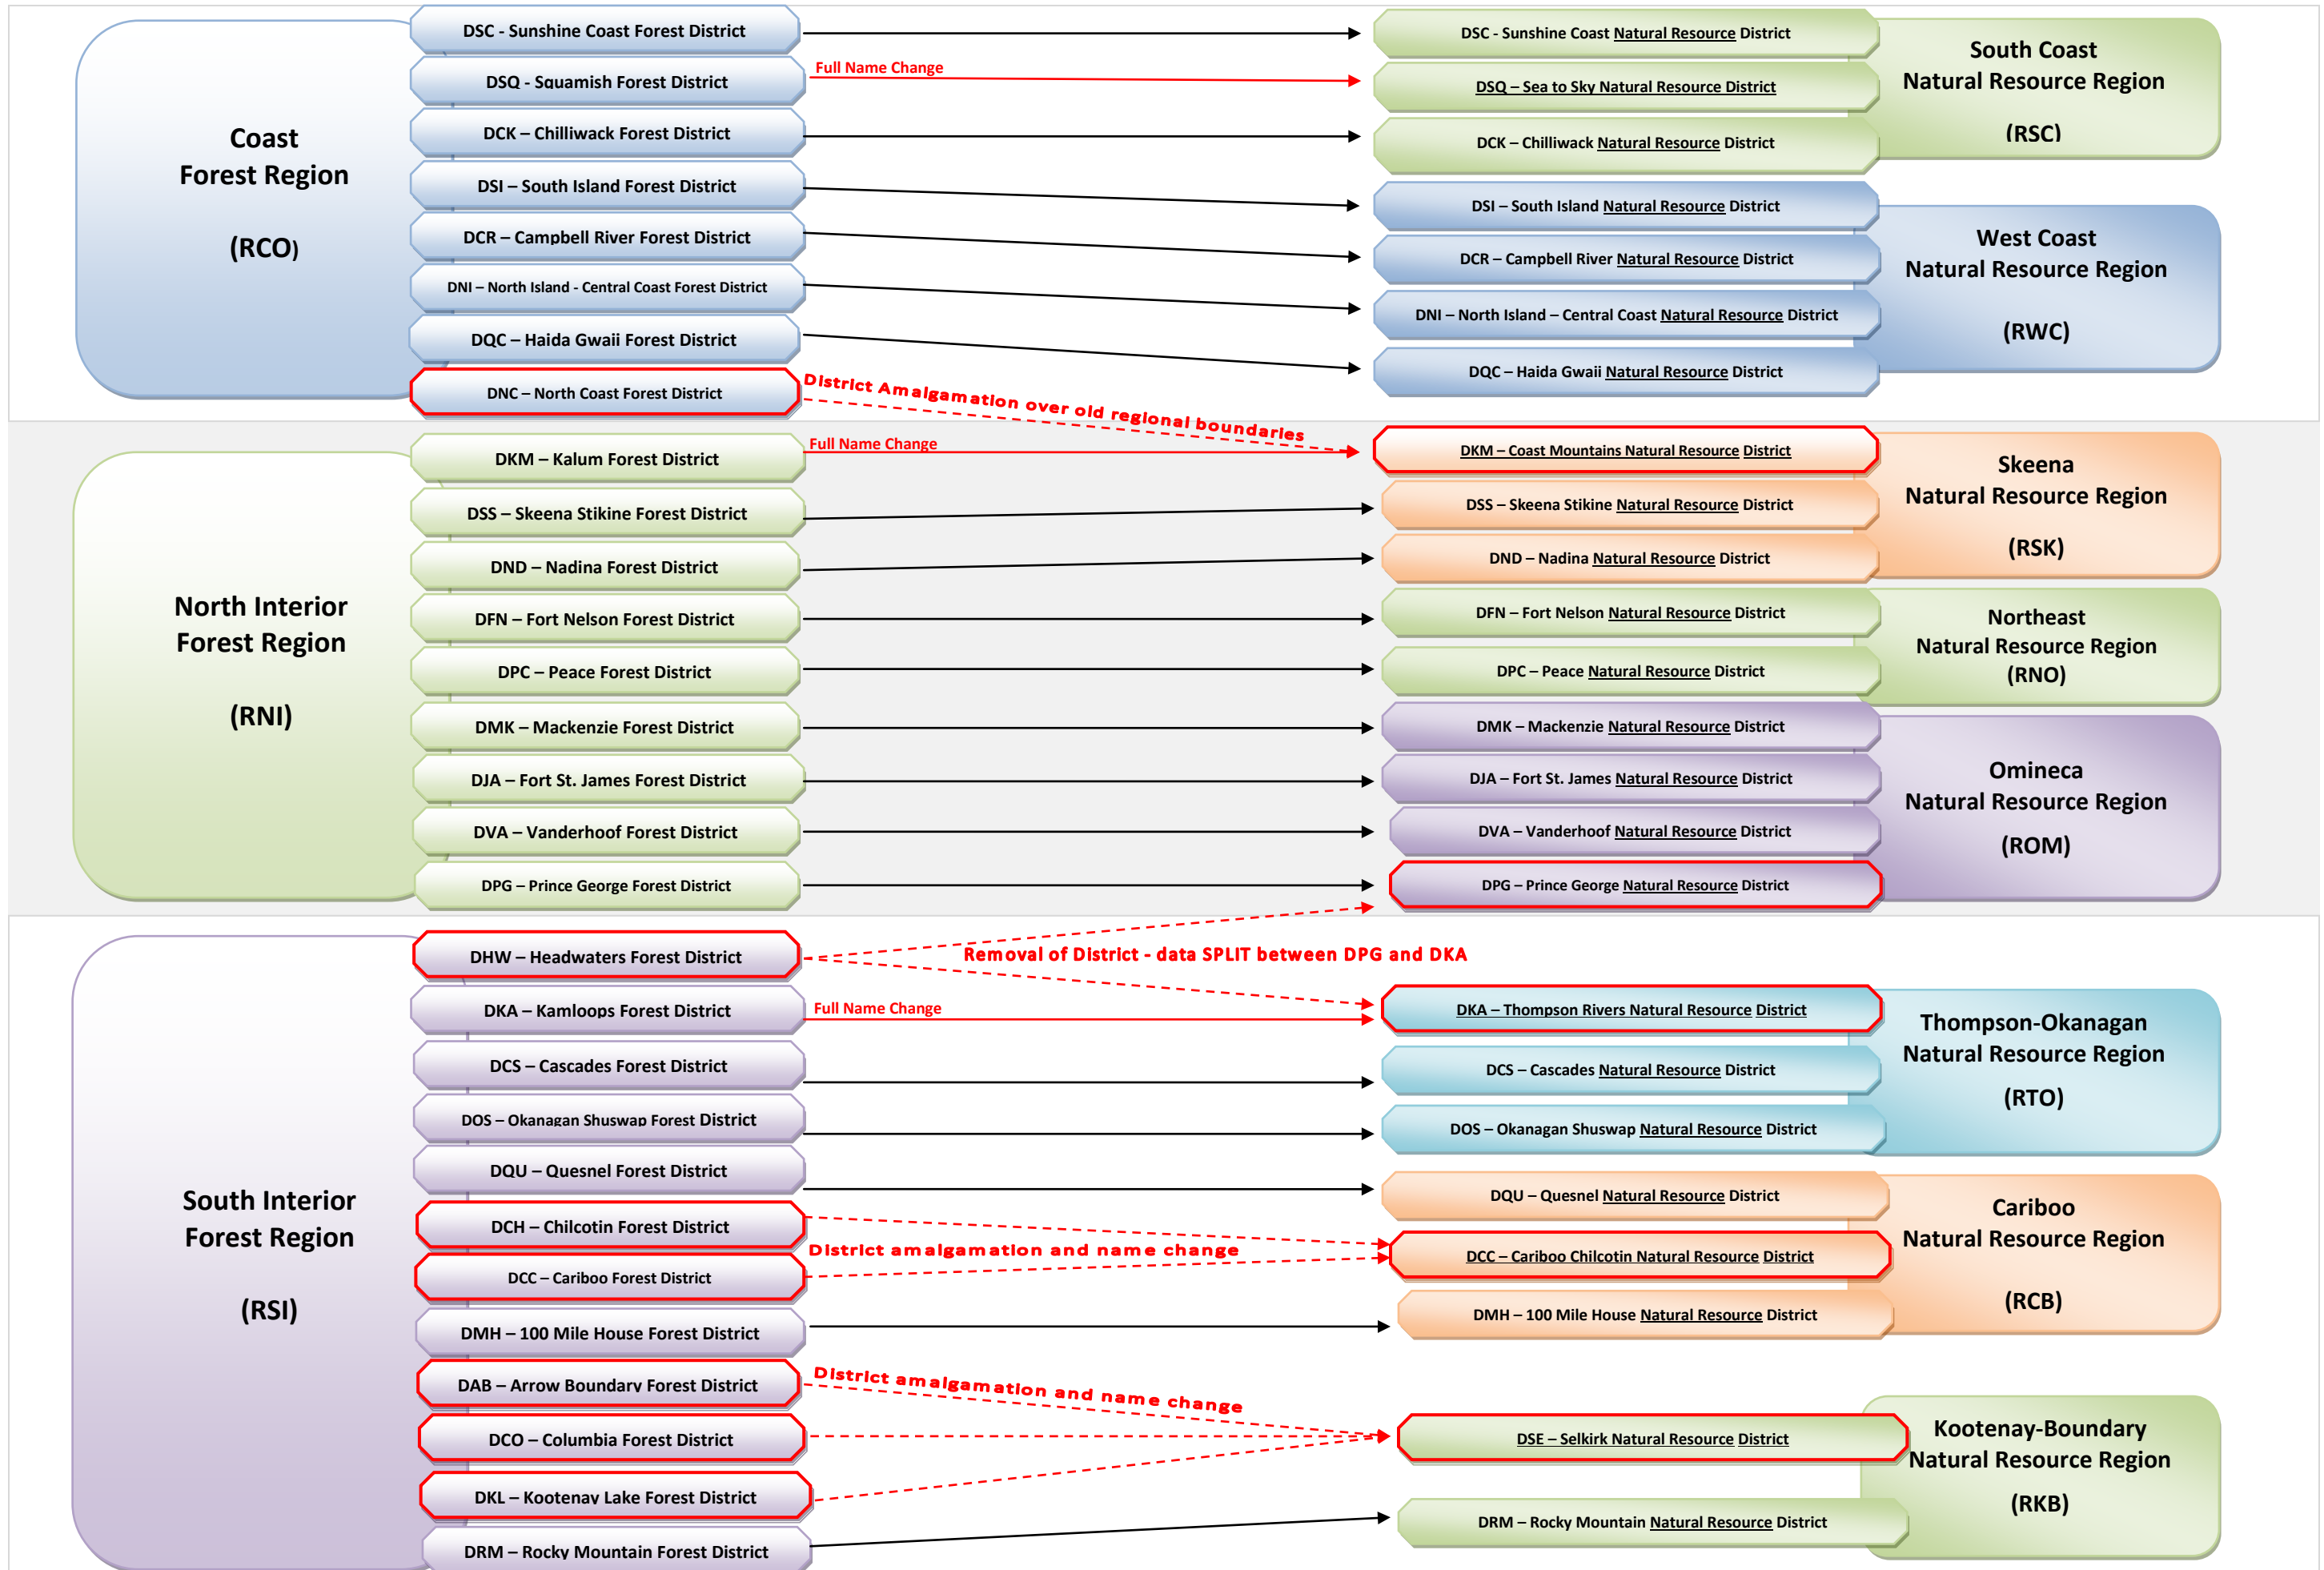 Coast
Forest Region
(RCO)
DSC - Sunshine Coast Forest District
DSQ - Squamish Forest District
DCK – Chilliwack Forest District
DSI – South Island Forest District
DCR – Campbell River Forest District
DNI – North Island - Central Coast Forest District
DQC – Haida Gwaii Forest District
DNC – North Coast Forest District
Full Name Change
District Amalgamation over old regional boundaries
DSC - Sunshine Coast Natural Resource District
DSQ – Sea to Sky Natural Resource District
DCK – Chilliwack Natural Resource District
South Coast
Natural Resource Region
(RSC)
DSI – South Island Natural Resource District
DCR – Campbell River Natural Resource District
DNI – North Island – Central Coast Natural Resource District
DQC – Haida Gwaii Natural Resource District
West Coast
Natural Resource Region
(RWC)
North Interior
Forest Region
(RNI)
DKM – Kalum Forest District
DSS – Skeena Stikine Forest District
DND – Nadina Forest District
DFN – Fort Nelson Forest District
DPC – Peace Forest District
DMK – Mackenzie Forest District
DJA – Fort St. James Forest District
DVA – Vanderhoof Forest District
DPG – Prince George Forest District
Full Name Change
DKM – Coast Mountains Natural Resource District
DSS – Skeena Stikine Natural Resource District
DND – Nadina Natural Resource District
Skeena
Natural Resource Region
(RSK)
DFN – Fort Nelson Natural Resource District
DPC – Peace Natural Resource District
Northeast
Natural Resource Region
(RNO)
DMK – Mackenzie Natural Resource District
DJA – Fort St. James Natural Resource District
DVA – Vanderhoof Natural Resource District
DPG – Prince George Natural Resource District
Omineca
Natural Resource Region
(ROM)
South Interior
Forest Region
(RSI)
DHW – Headwaters Forest District
DKA – Kamloops Forest District
DCS – Cascades Forest District
DOS – Okanagan Shuswap Forest District
DQU – Quesnel Forest District
DCH – Chilcotin Forest District
DCC – Cariboo Forest District
DMH – 100 Mile House Forest District
DAB – Arrow Boundary Forest District
DCO – Columbia Forest District
DKL – Kootenay Lake Forest District
DRM – Rocky Mountain Forest District
Removal of District - data SPLIT between DPG and DKA
Full Name Change
District amalgamation and name change
District amalgamation and name change
DKA – Thompson Rivers Natural Resource District
DCS – Cascades Natural Resource District
DOS – Okanagan Shuswap Natural Resource District
Thompson-Okanagan
Natural Resource Region
(RTO)
DQU – Quesnel Natural Resource District
DCC – Cariboo Chilcotin Natural Resource District
DMH – 100 Mile House Natural Resource District
Cariboo
Natural Resource Region
(RCB)
DSE – Selkirk Natural Resource District
DRM – Rocky Mountain Natural Resource District
Kootenay-Boundary
Natural Resource Region
(RKB)